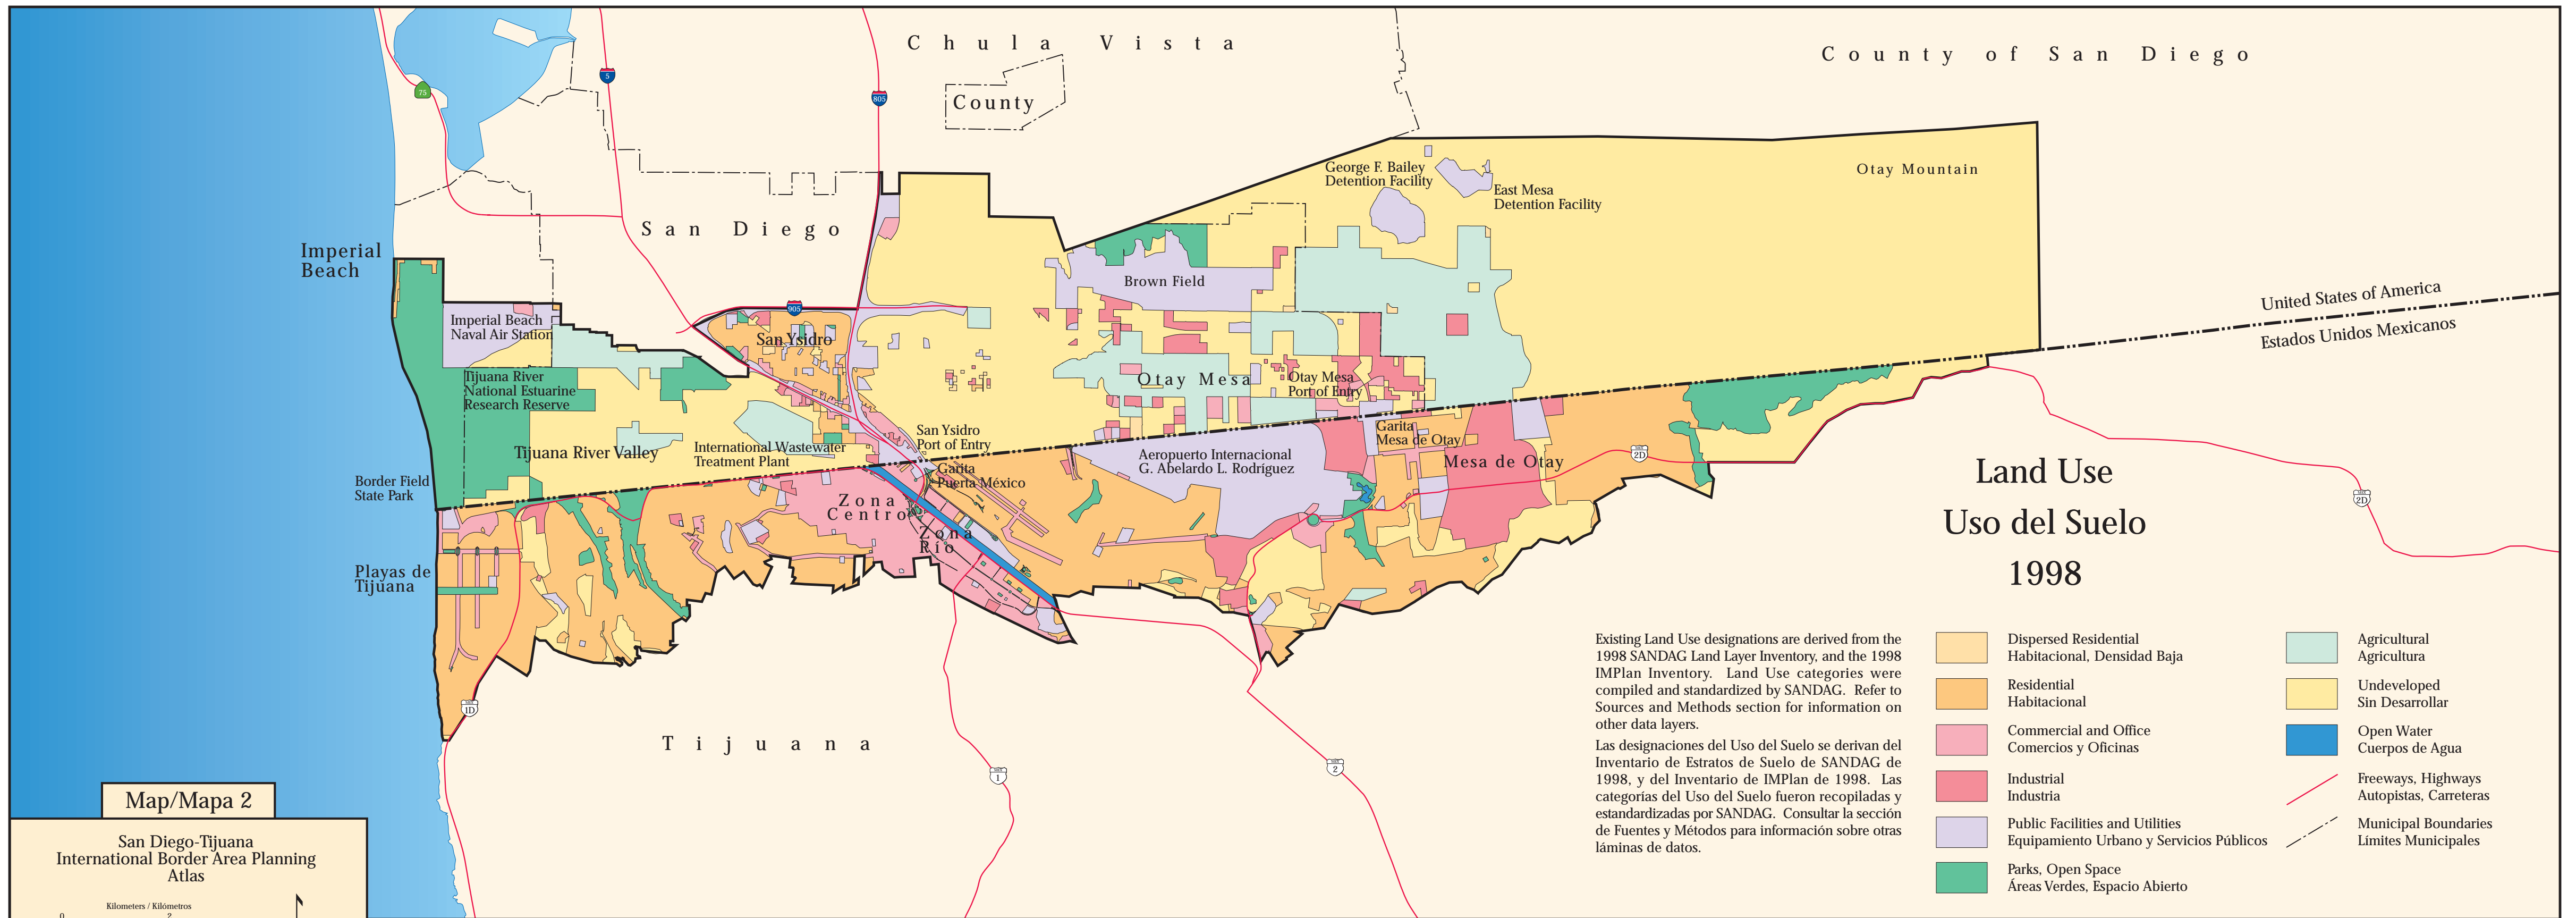 Chula Vista
County of San Diego
5
75
805
County
George F. Bailey
Detention Facility
Otay Mountain
East Mesa
Detention Facility
San Diego
Imperial
Beach
Brown Field
United States of America
Estados Unidos Mexicanos
905
Imperial Beach
Naval Air Station
San Ysidro
Tijuana River
National Estuarine
Research Reserve
Otay Mesa
Otay Mesa
Port of Entry
San Ysidro
Port of Entry
Garita
Mesa de Otay
Tijuana River Valley
International Wastewater
Treatment Plant
Aeropuerto Internacional
G. Abelardo L. Rodríguez
Mesa de Otay
2D
Garita
Puerta México
Border Field
State Park
Zona
Centro
Zona
Río
2D
Land Use
Uso del Suelo
1998
Playas de
Tijuana
1D
Tijuana
1
2
Existing Land Use designations are derived from the
1998 SANDAG Land Layer Inventory, and the 1998
IMPlan Inventory. Land Use categories were
compiled and standardized by SANDAG. Refer to
Sources and Methods section for information on
other data layers.
Las designaciones del Uso del Suelo se derivan del
Inventario de Estratos de Suelo de SANDAG de
1998, y del Inventario de IMPlan de 1998. Las
categorías del Uso del Suelo fueron recopiladas y
estandarizadas por SANDAG. Consultar la sección
de Fuentes y Métodos para información sobre otras
láminas de datos.
Dispersed Residential
Habitacional, Densidad Baja
Residential
Habitacional
Commercial and Office
Comercios y Oficinas
Industrial
Industria
Public Facilities and Utilities
Equipamiento Urbano y Servicios Públicos
Parks, Open Space
Áreas Verdes, Espacio Abierto
Agricultural
Agricultura
Undeveloped
Sin Desarrollar
Open Water
Cuerpos de Agua
Freeways, Highways
Autopistas, Carreteras
Municipal Boundaries
Límites Municipales
Map/Mapa 2
San Diego-Tijuana
International Border Area Planning
Atlas
Kilometers / Kilómetros